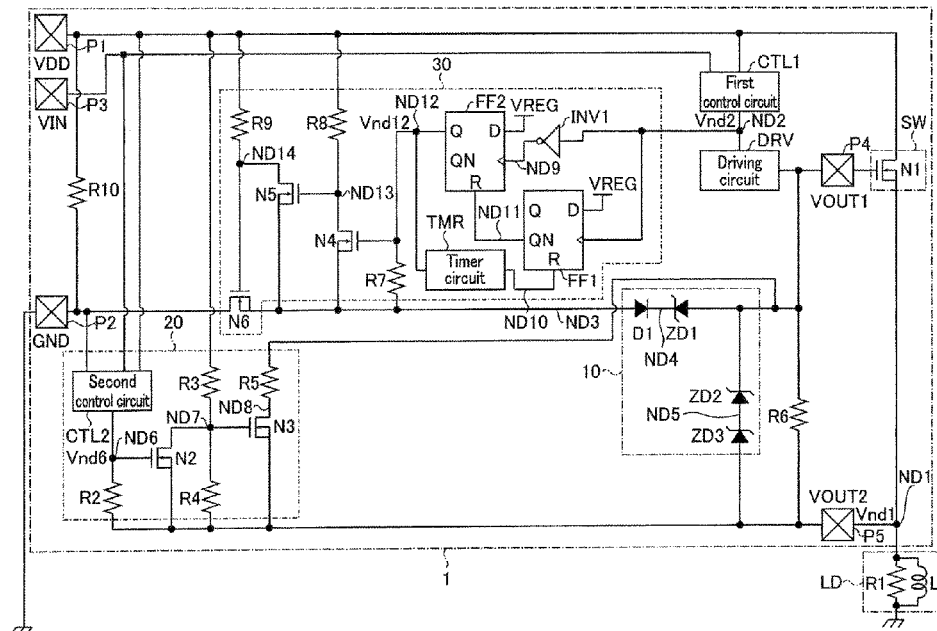 VDD
P1
P3
VIN
R10
GND
P2
20
R9
ND14
N5
R8
ND13
N4
N6
30
ND12
Vnd12
FF2
Q
D
QN
R
VREG
INV1
ND9
ND11
TMR
Timer
circuit
R7
VREG
Q
D
QN
R
FF1
ND10
ND3
CTL1
First
control circuit
Vnd2
ND2
DRV
Driving
circuit
P4
VOUT1
SW
N1
Second
control circuit
CTL2
ND6
Vnd6
R2
N2
R3
ND7
R4
R5
ND8
N3
10
D1
ZD1
ND4
ZD2
ND5
ZD3
R6
VOUT2
Vnd1
ND1
P5
1
LD
R1
L